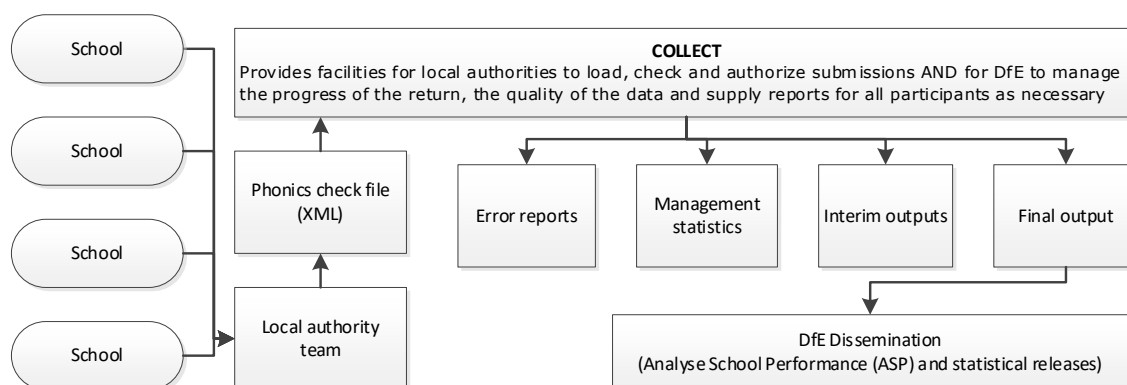 School
School
School
School
COLLECT
Provides facilities for local authorities to load, check and authorize submissions AND for DfE to manage
the progress of the return, the quality of the data and supply reports for all participants as necessary
Phonics check file
(XML)
Local authority
team
Error reports
Management
statistics
Interim outputs
Final output
DfE Dissemination
(Analyse School Performance (ASP) and statistical releases)